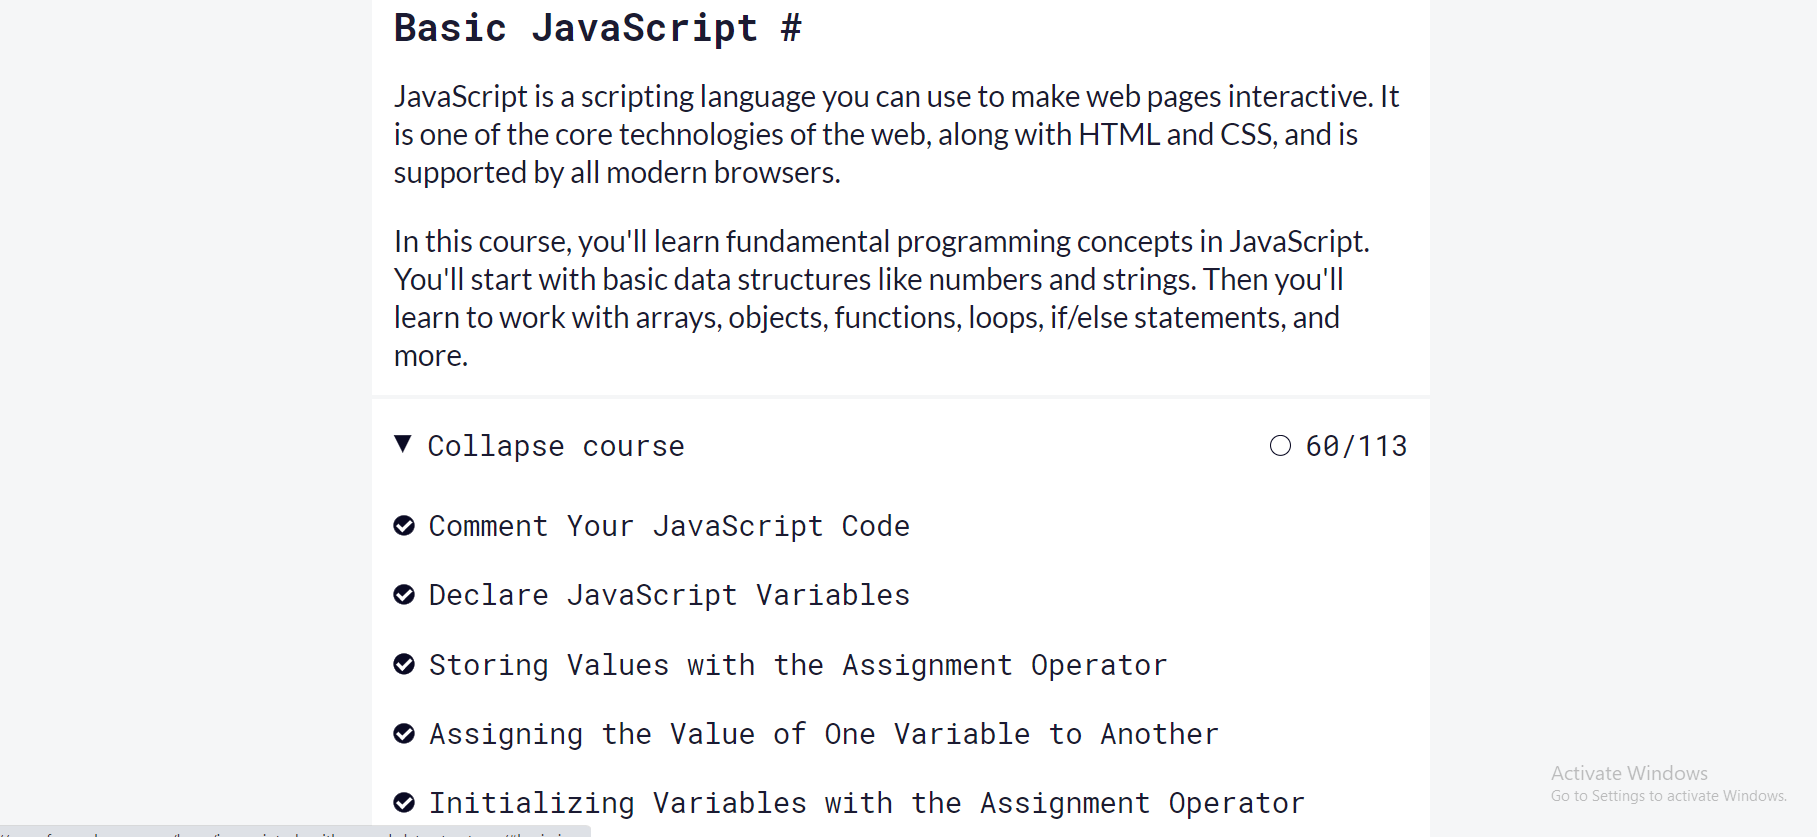 Basic JavaScript #
JavaScript is a scripting language you can use to make web pages interactive. It
is one of the core technologies of the web, along with HTML and CSS, and is
supported by all modern browsers.
In this course, you'll learn fundamental programming concepts in JavaScript.
You'll start with basic data structures like numbers and strings. Then you'll
learn to work with arrays, objects, functions, loops, if/else statements, and
more.
Collapse course
60/113
Comment Your JavaScript Code
Declare JavaScript Variables
Storing Values with the Assignment Operator
Assigning the Value of One Variable to Another
Initializing Variables with the Assignment Operator
Activate Windows
Go to Settings to activate Windows.